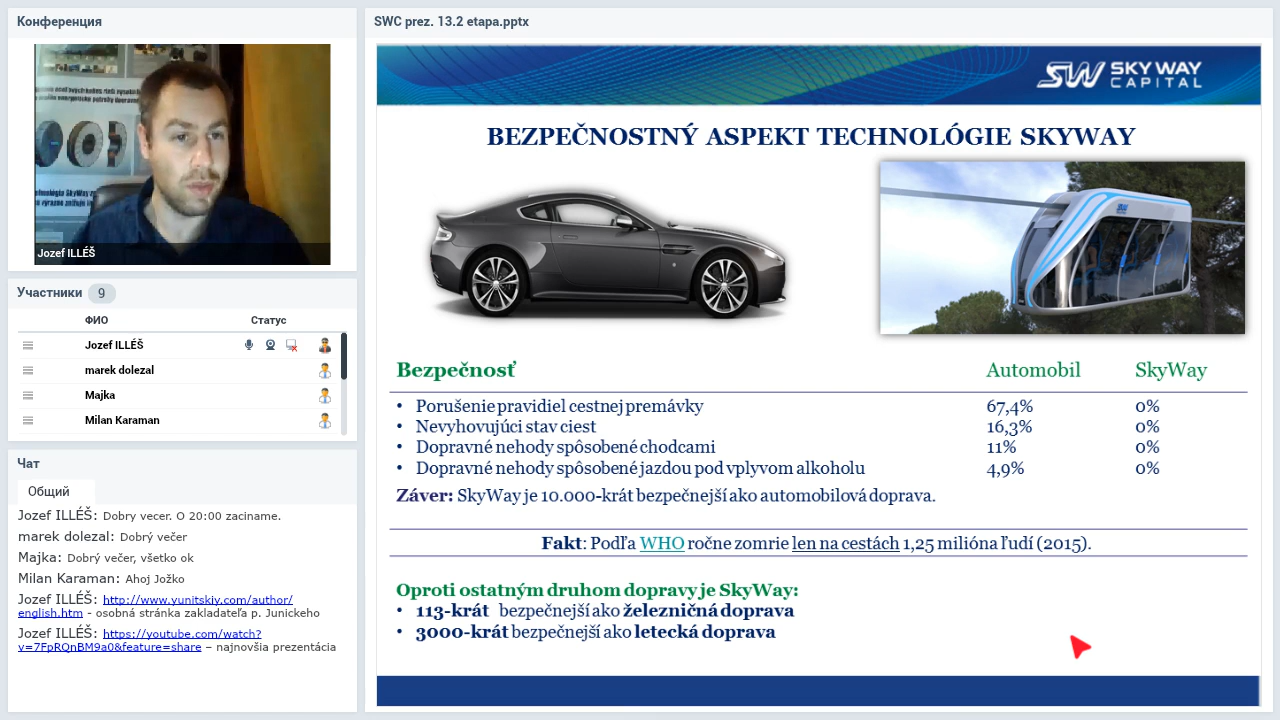 Конференция
Jozef ILLÉŠ
Участники 9
ФИО Статус
Jozef ILLÉŠ
marek dolezal
Majka
Milan Karaman
Чат
Общий
Jozef ILLÉŠ: Dobry vecer. O 20:00 zaciname.
marek dolezal: Dobrý večer
Majka: Dobrý večer, všetko ok
Milan Karaman: Ahoj Jožko
Jozef ILLÉŠ: http://www.yunitskiy.com/author/
english.htm - osobná stránka zakladateľa p. Junickeho
Jozef ILLÉŠ: https://youtube.com/watch?
v=7FpRQnBM9a0&feature=share – najnovšia prezentácia
SWC prez. 13.2 etapa.pptx
SW SKY WAY
CAPITAL
BEZPEČNOSTNÝ ASPEKT TECHNOLÓGIE SKYWAY
Bezpečnosť Automobil SkyWay
• Porušenie pravidiel cestnej premávky 67,4% 0%
• Nevyhovujúci stav ciest 16,3% 0%
• Dopravné nehody spôsobené chodcami 11% 0%
• Dopravné nehody spôsobené jazdou pod vplyvom alkoholu 4,9% 0%
Záver: SkyWay je 10.000-krát bezpečnejší ako automobilová doprava.
Fakt: Podľa WHO ročne zomrie len na cestách 1,25 milióna ľudí (2015).
Oproti ostatným druhom dopravy je SkyWay:
• 113-krát bezpečnejší ako železničná doprava
• 3000-krát bezpečnejší ako letecká doprava